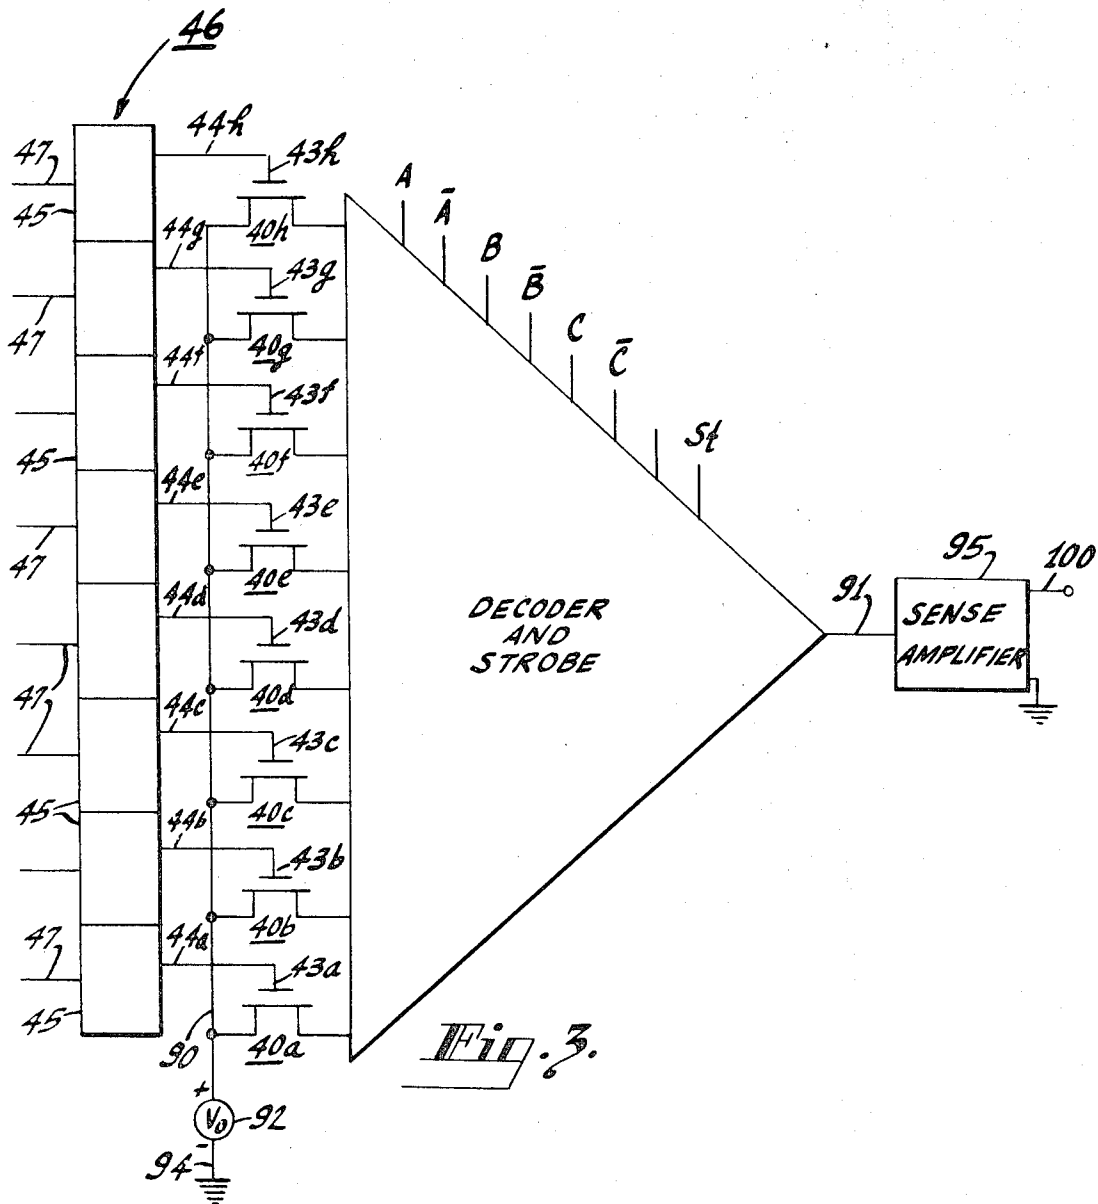 46
44h
43h
47
45
40h
44g
43g
47
40g
44f
43f
45
40f
44e
43e
47
40e
44d
43d
47
40d
44c
43c
45
40c
44b
43b
40b
47
44a
43a
45
90
40a
+
V₀
92
-
94
A
Ā
B
B̄
C
C̄
St
DECODER
AND
STROBE
91
95
100
SENSE
AMPLIFIER
Fig. 3.